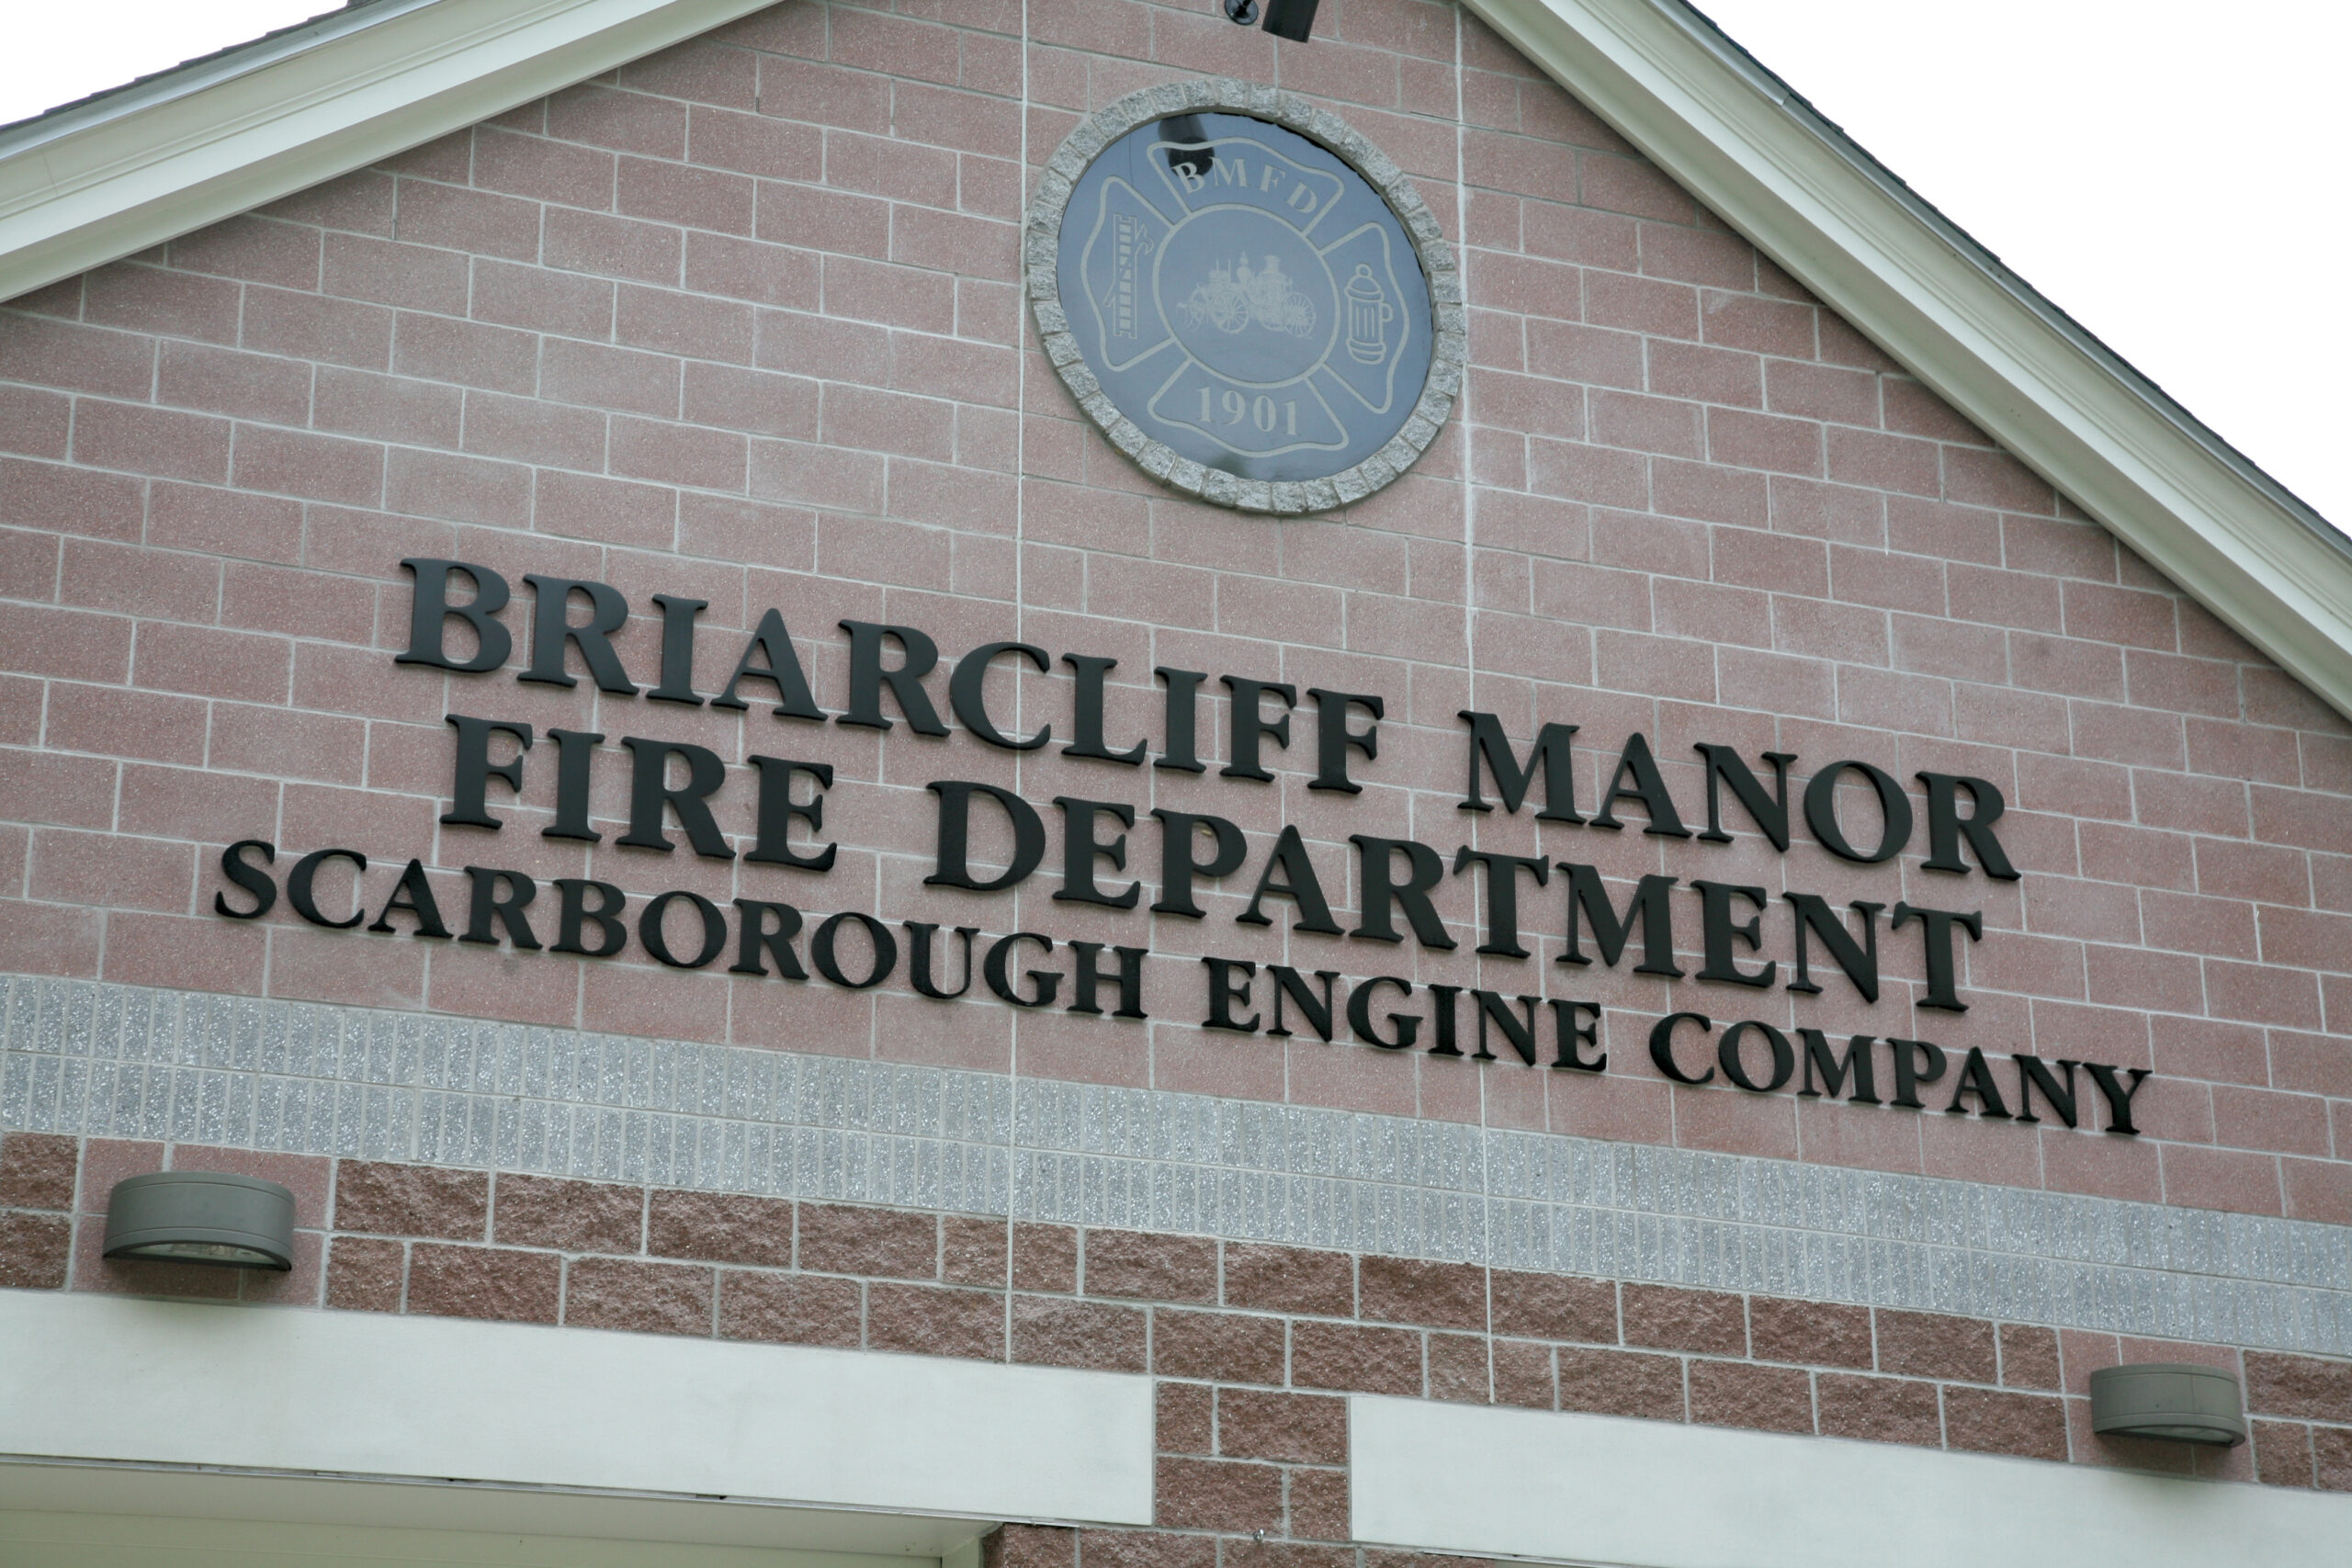 BMFD
1901
BRIARCLIFF MANOR
FIRE DEPARTMENT
SCARBOROUGH ENGINE COMPANY